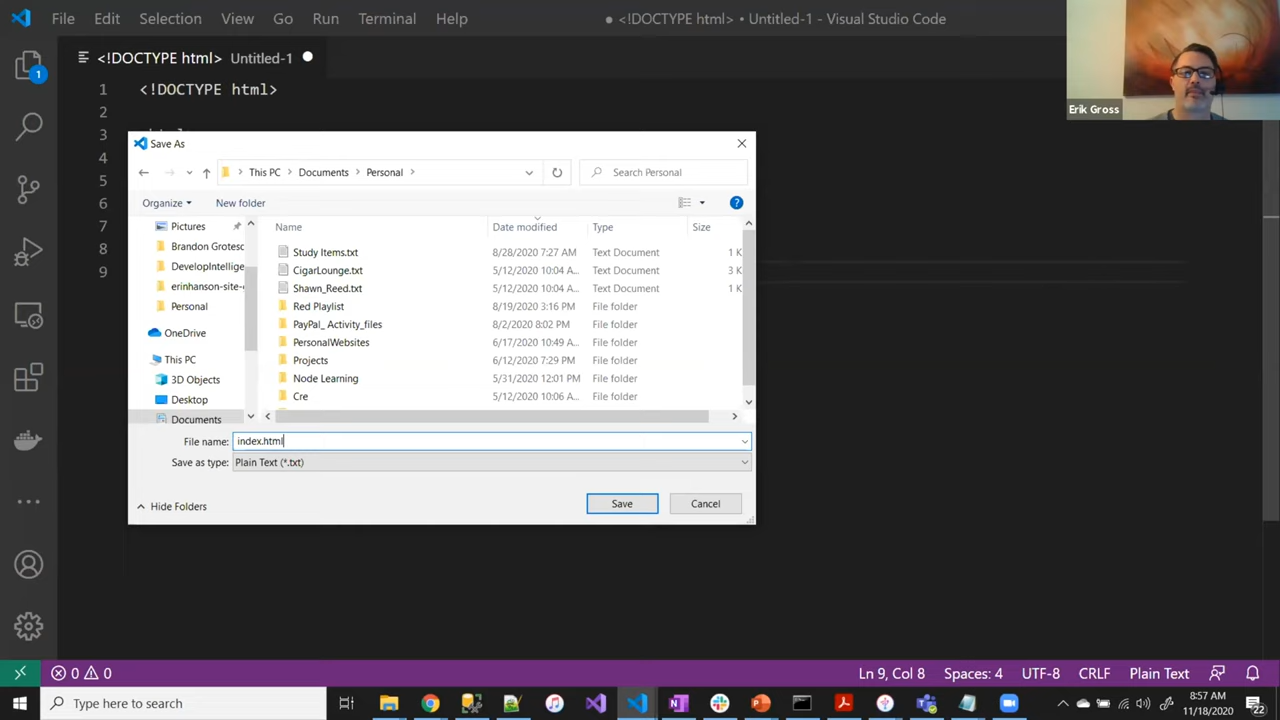 File Edit Selection View Go Run Terminal Help
● <!DOCTYPE html> • Untitled-1 - Visual Studio Code
<!DOCTYPE html> Untitled-1
1 <!DOCTYPE html>
2
3
4
5
6
7
8
9
1
Erik Gross
Save As
This PC > Documents > Personal >
Search Personal
Organize New folder
?
Name Date modified Type Size
Pictures
Brandon Grotesc
DevelopIntellige
erinhanson-site-
Personal
OneDrive
This PC
3D Objects
Desktop
Documents
Study Items.txt 8/28/2020 7:27 AM Text Document 1 K
CigarLounge.txt 5/12/2020 10:04 A... Text Document 3 K
Shawn_Reed.txt 5/12/2020 10:04 A... Text Document 1 K
Red Playlist 8/19/2020 3:16 PM File folder
PayPal_ Activity_files 8/2/2020 8:02 PM File folder
PersonalWebsites 6/17/2020 10:49 A... File folder
Projects 6/12/2020 7:29 PM File folder
Node Learning 5/31/2020 12:01 PM File folder
Cre 5/12/2020 10:06 A... File folder
File name: index.html
Save as type: Plain Text (*.txt)
Hide Folders
Save Cancel
0 0
Ln 9, Col 8 Spaces: 4 UTF-8 CRLF Plain Text
Type here to search
8:57 AM
11/18/2020
22